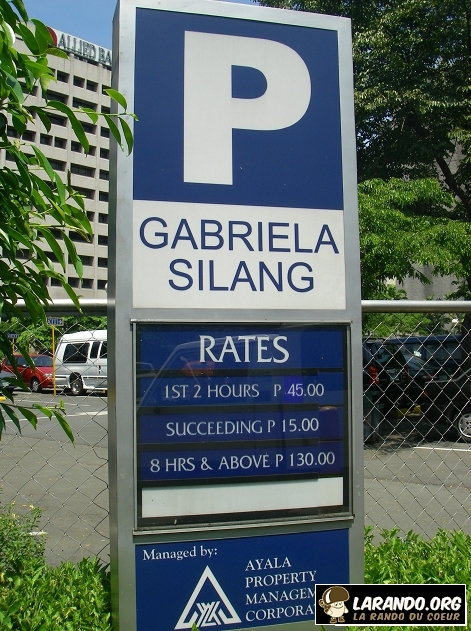 ALLIED BA
P
GABRIELA
SILANG
RATES
1ST 2 HOURS P 45.00
SUCCEEDING P 15.00
8 HRS & ABOVE P 130.00
Managed by:
AYALA
PROPERTY
MANAGEM
CORPORA
LARANDO.ORG
LA RANDO DU COEUR